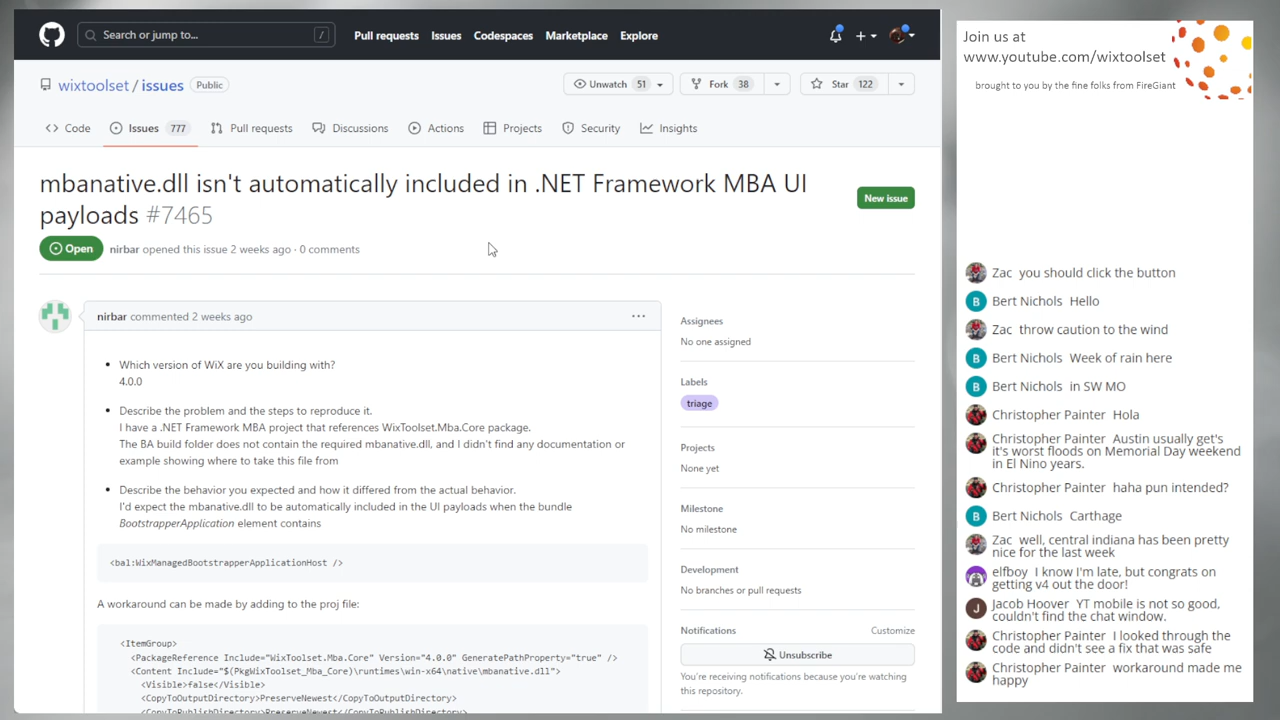 Search or jump to...
/
Pull requests
Issues
Codespaces
Marketplace
Explore
wixtoolset / issues
Public
Unwatch 51
Fork 38
Star 122
Code
Issues 777
Pull requests
Discussions
Actions
Projects
Security
Insights
mbanative.dll isn't automatically included in .NET Framework MBA UI
payloads #7465
New issue
Open
nirbar opened this issue 2 weeks ago · 0 comments
nirbar commented 2 weeks ago
• Which version of WiX are you building with?
4.0.0
• Describe the problem and the steps to reproduce it.
I have a .NET Framework MBA project that references WixToolset.Mba.Core package.
The BA build folder does not contain the required mbanative.dll, and I didn't find any documentation or
example showing where to take this file from
• Describe the behavior you expected and how it differed from the actual behavior.
I'd expect the mbanative.dll to be automatically included in the UI payloads when the bundle
BootstrapperApplication element contains
<bal:WixManagedBootstrapperApplicationHost />
A workaround can be made by adding to the proj file:
<ItemGroup>
<PackageReference Include="WixToolset.Mba.Core" Version="4.0.0" GeneratePathProperty="true" />
<Content Include="$(PkgWixToolset_Mba_Core)\runtimes\win-x64\native\mbanative.dll">
<Visible>false</Visible>
<CopyToOutputDirectory>PreserveNewest</CopyToOutputDirectory>
<CopyToPublishDirectory>PreserveNewest</CopyToPublishDirectory>
Assignees
No one assigned
Labels
triage
Projects
None yet
Milestone
No milestone
Development
No branches or pull requests
Notifications
Customize
Unsubscribe
You're receiving notifications because you're watching
this repository.
Join us at
www.youtube.com/wixtoolset
brought to you by the fine folks from FireGiant
Zac you should click the button
B Bert Nichols Hello
Zac throw caution to the wind
B Bert Nichols Week of rain here
B Bert Nichols in SW MO
Christopher Painter Hola
Christopher Painter Austin usually get's
it's worst floods on Memorial Day weekend
in El Nino years.
Christopher Painter haha pun intended?
B Bert Nichols Carthage
Zac well, central indiana has been pretty
nice for the last week
elfboy I know I'm late, but congrats on
getting v4 out the door!
J Jacob Hoover YT mobile is not so good,
couldn't find the chat window.
Christopher Painter I looked through the
code and didn't see a fix that was safe
Christopher Painter workaround made me
happy